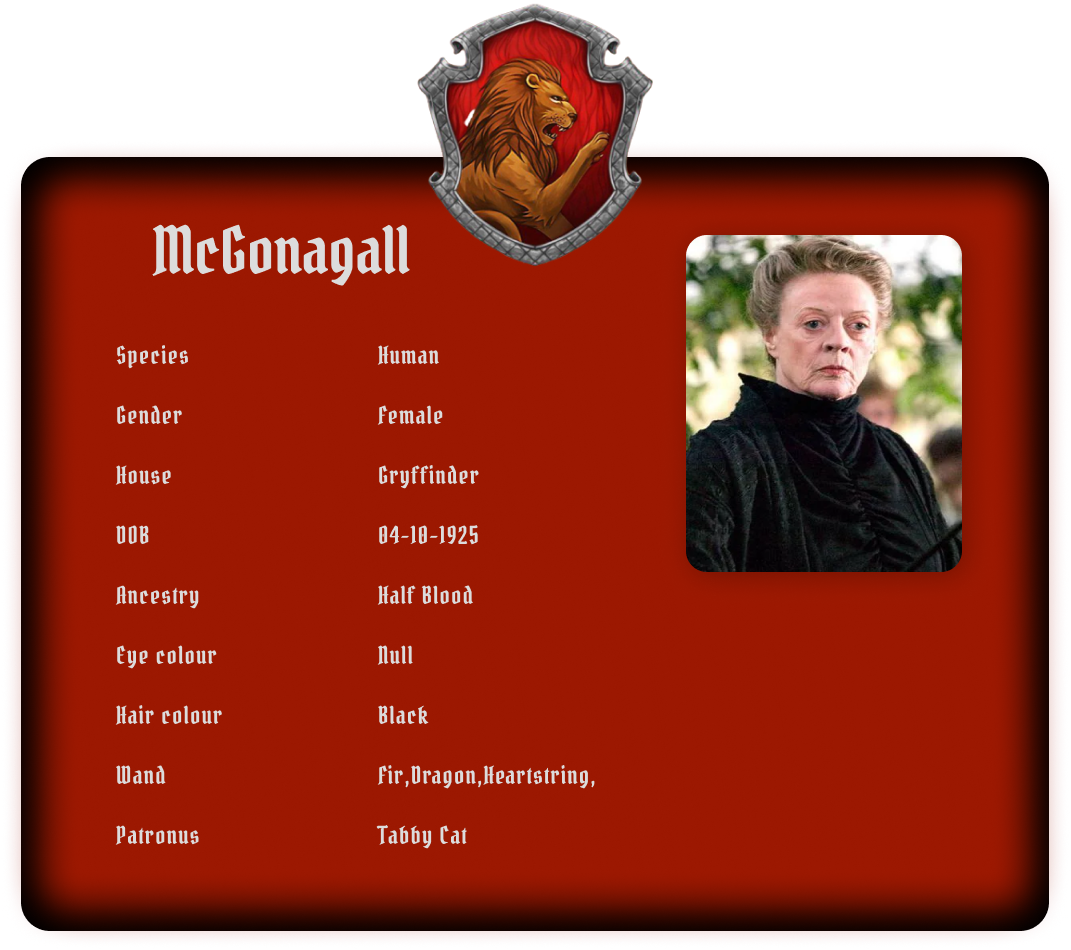 McGonagall
Species Human
Gender Female
House Gryffinder
DOB 04-10-1925
Ancestry Half Blood
Eye colour Null
Hair colour Black
Wand Fir,Dragon,Heartstring,
Patronus Tabby Cat